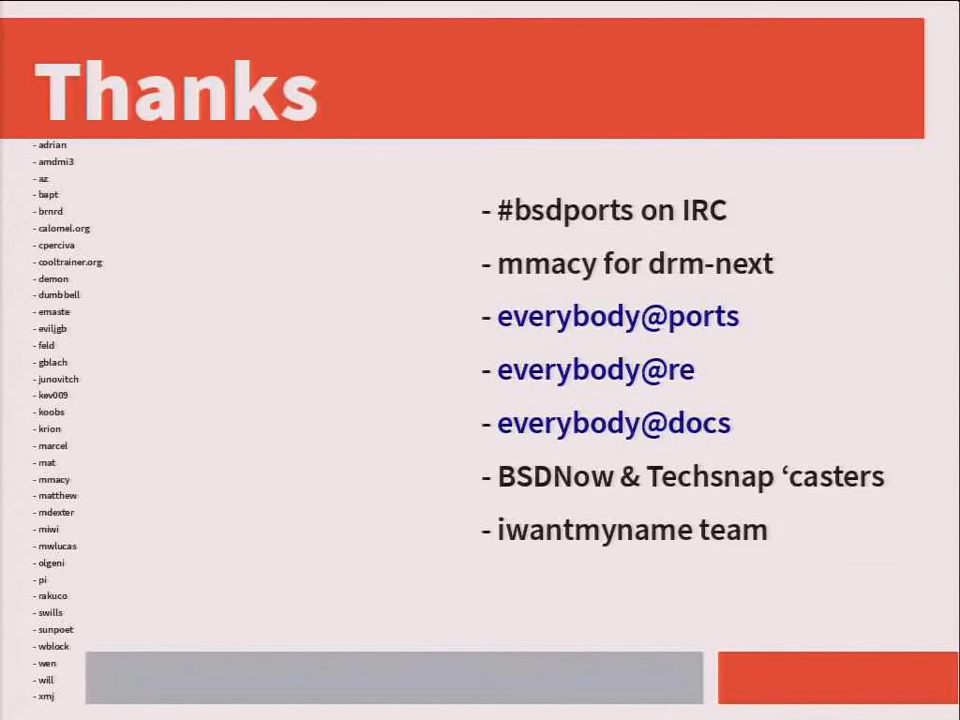 Thanks
- adrian
- amdmi3
- az
- bapt
- brnrd
- calomel.org
- cperciva
- cooltrainer.org
- demon
- dumbbell
- emaste
- eviljgb
- feld
- gblach
- junovitch
- kev009
- koobs
- krion
- marcel
- mat
- mmacy
- matthew
- mdexter
- miwi
- mwlucas
- olgeni
- pi
- rakuco
- swills
- sunpoet
- wblock
- wen
- will
- xmj
- #bsdports on IRC
- mmacy for drm-next
- everybody@ports
- everybody@re
- everybody@docs
- BSDNow & Techsnap ‘casters
- iwantmyname team